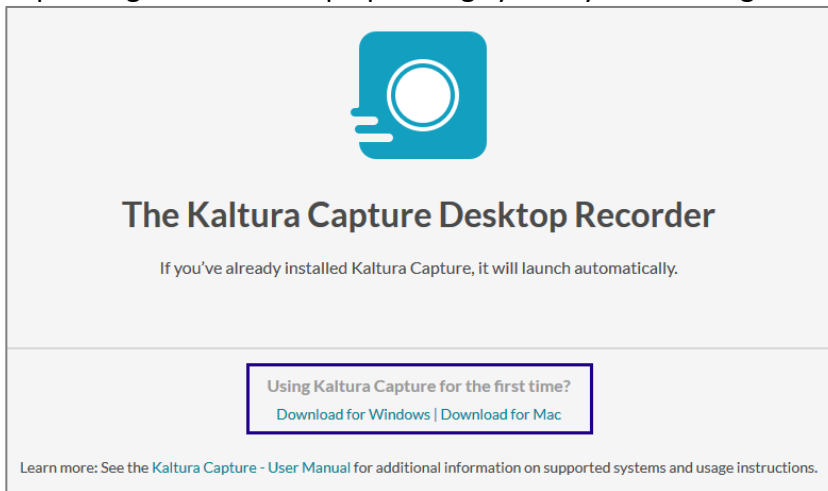 The Kaltura Capture Desktop Recorder
If you've already installed Kaltura Capture, it will launch automatically.
Using Kaltura Capture for the first time?
Download for Windows | Download for Mac
Learn more: See the Kaltura Capture - User Manual for additional information on supported systems and usage instructions.